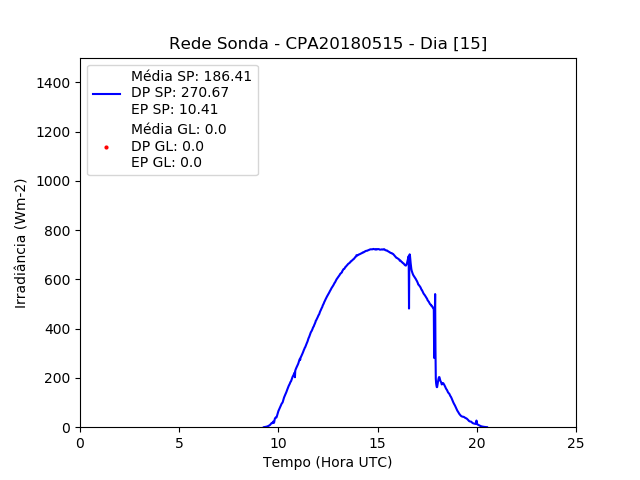 Rede Sonda - CPA20180515 - Dia [15]
Média SP: 186.41
DP SP: 270.67
EP SP: 10.41
Média GL: 0.0
DP GL: 0.0
EP GL: 0.0
1400
1200
1000
800
600
400
200
0
Irradiância (Wm-2)
0 5 10 15 20 25
Tempo (Hora UTC)